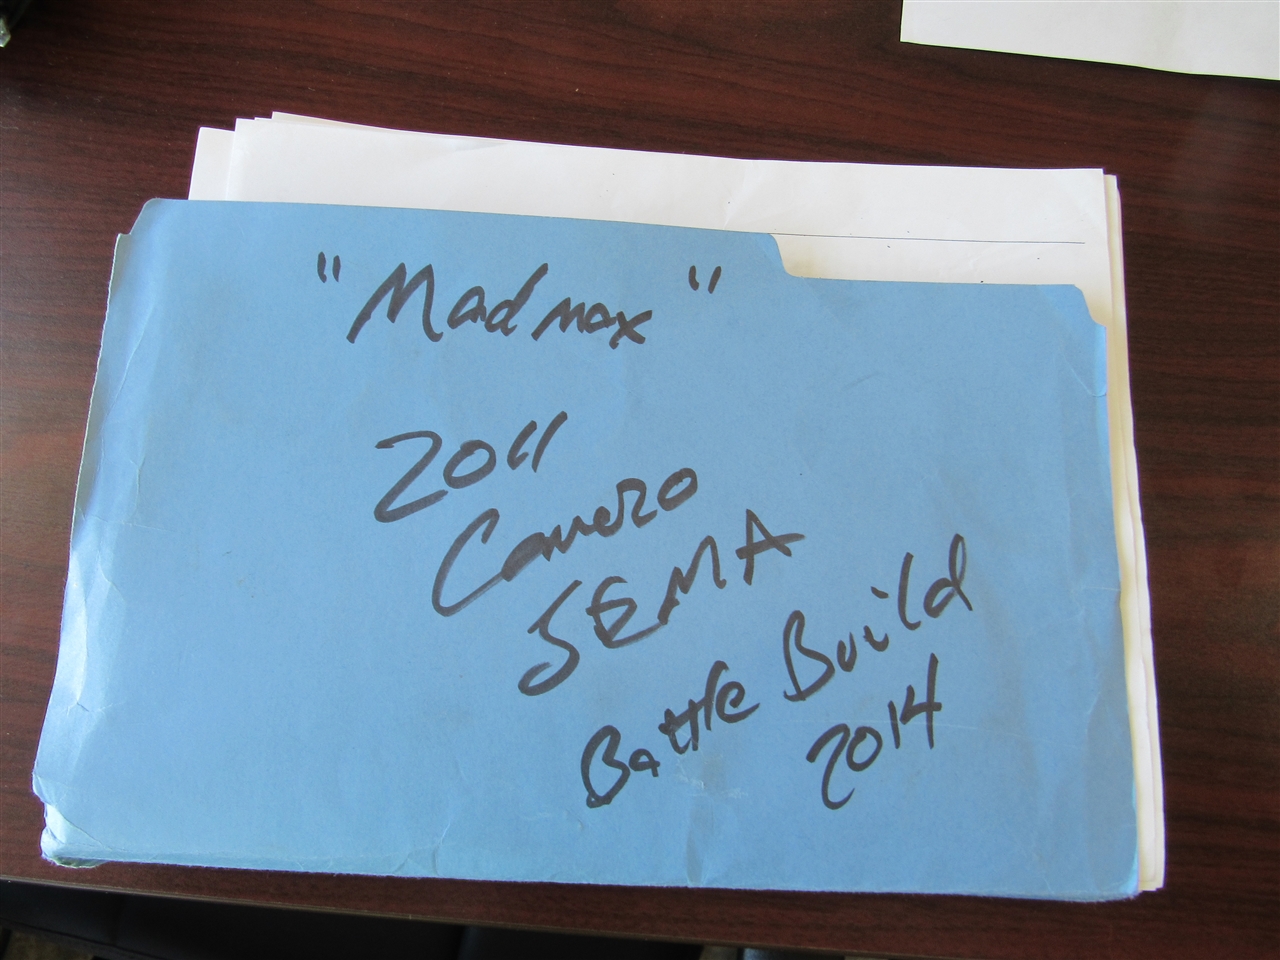 "Madmax"
2011
Camero
SEMA
Battle Build
2014